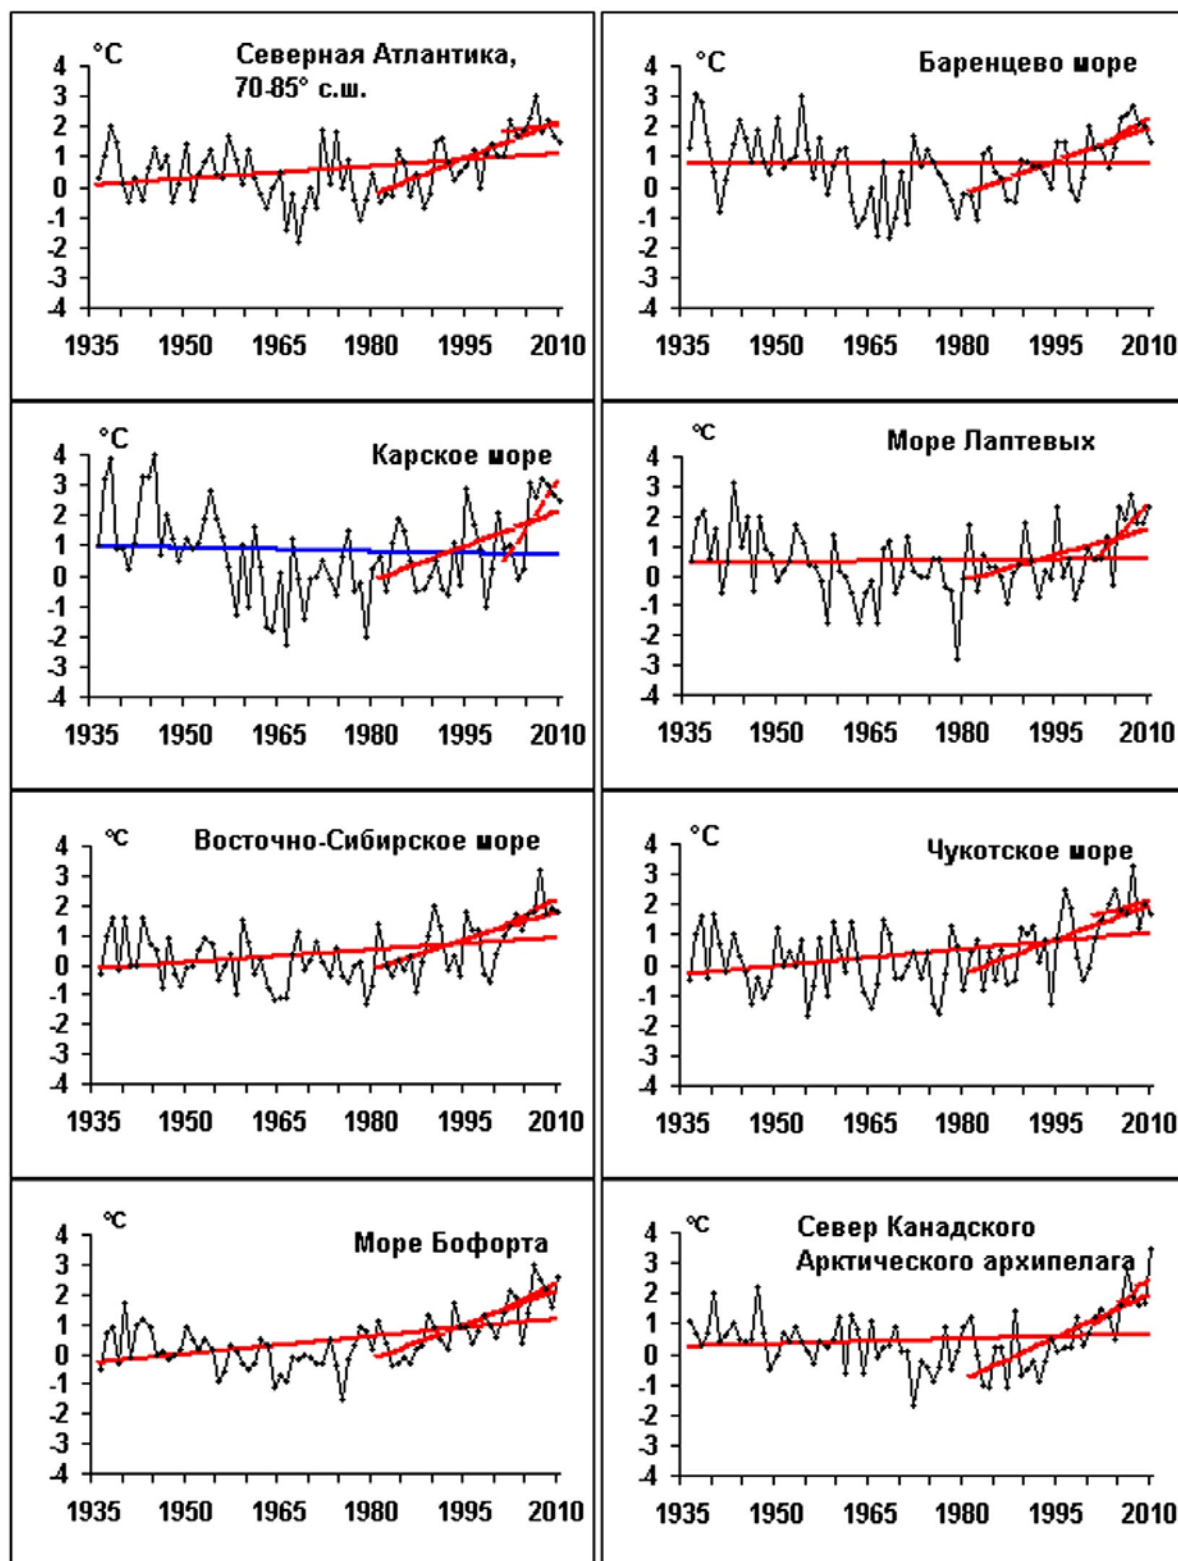 °C
Северная Атлантика,
70-85° с.ш.
4
3
2
1
0
-1
-2
-3
-4
1935 1950 1965 1980 1995 2010
°C
Баренцево море
4
3
2
1
0
-1
-2
-3
-4
1935 1950 1965 1980 1995 2010
°C
Карское море
4
3
2
1
0
-1
-2
-3
-4
1935 1950 1965 1980 1995 2010
°C
Море Лаптевых
4
3
2
1
0
-1
-2
-3
-4
1935 1950 1965 1980 1995 2010
°C
Восточно-Сибирское море
4
3
2
1
0
-1
-2
-3
-4
1935 1950 1965 1980 1995 2010
°C
Чукотское море
4
3
2
1
0
-1
-2
-3
-4
1935 1950 1965 1980 1995 2010
°C
Море Бофорта
4
3
2
1
0
-1
-2
-3
-4
1935 1950 1965 1980 1995 2010
°C
Север Канадского
Арктического архипелага
4
3
2
1
0
-1
-2
-3
-4
1935 1950 1965 1980 1995 2010